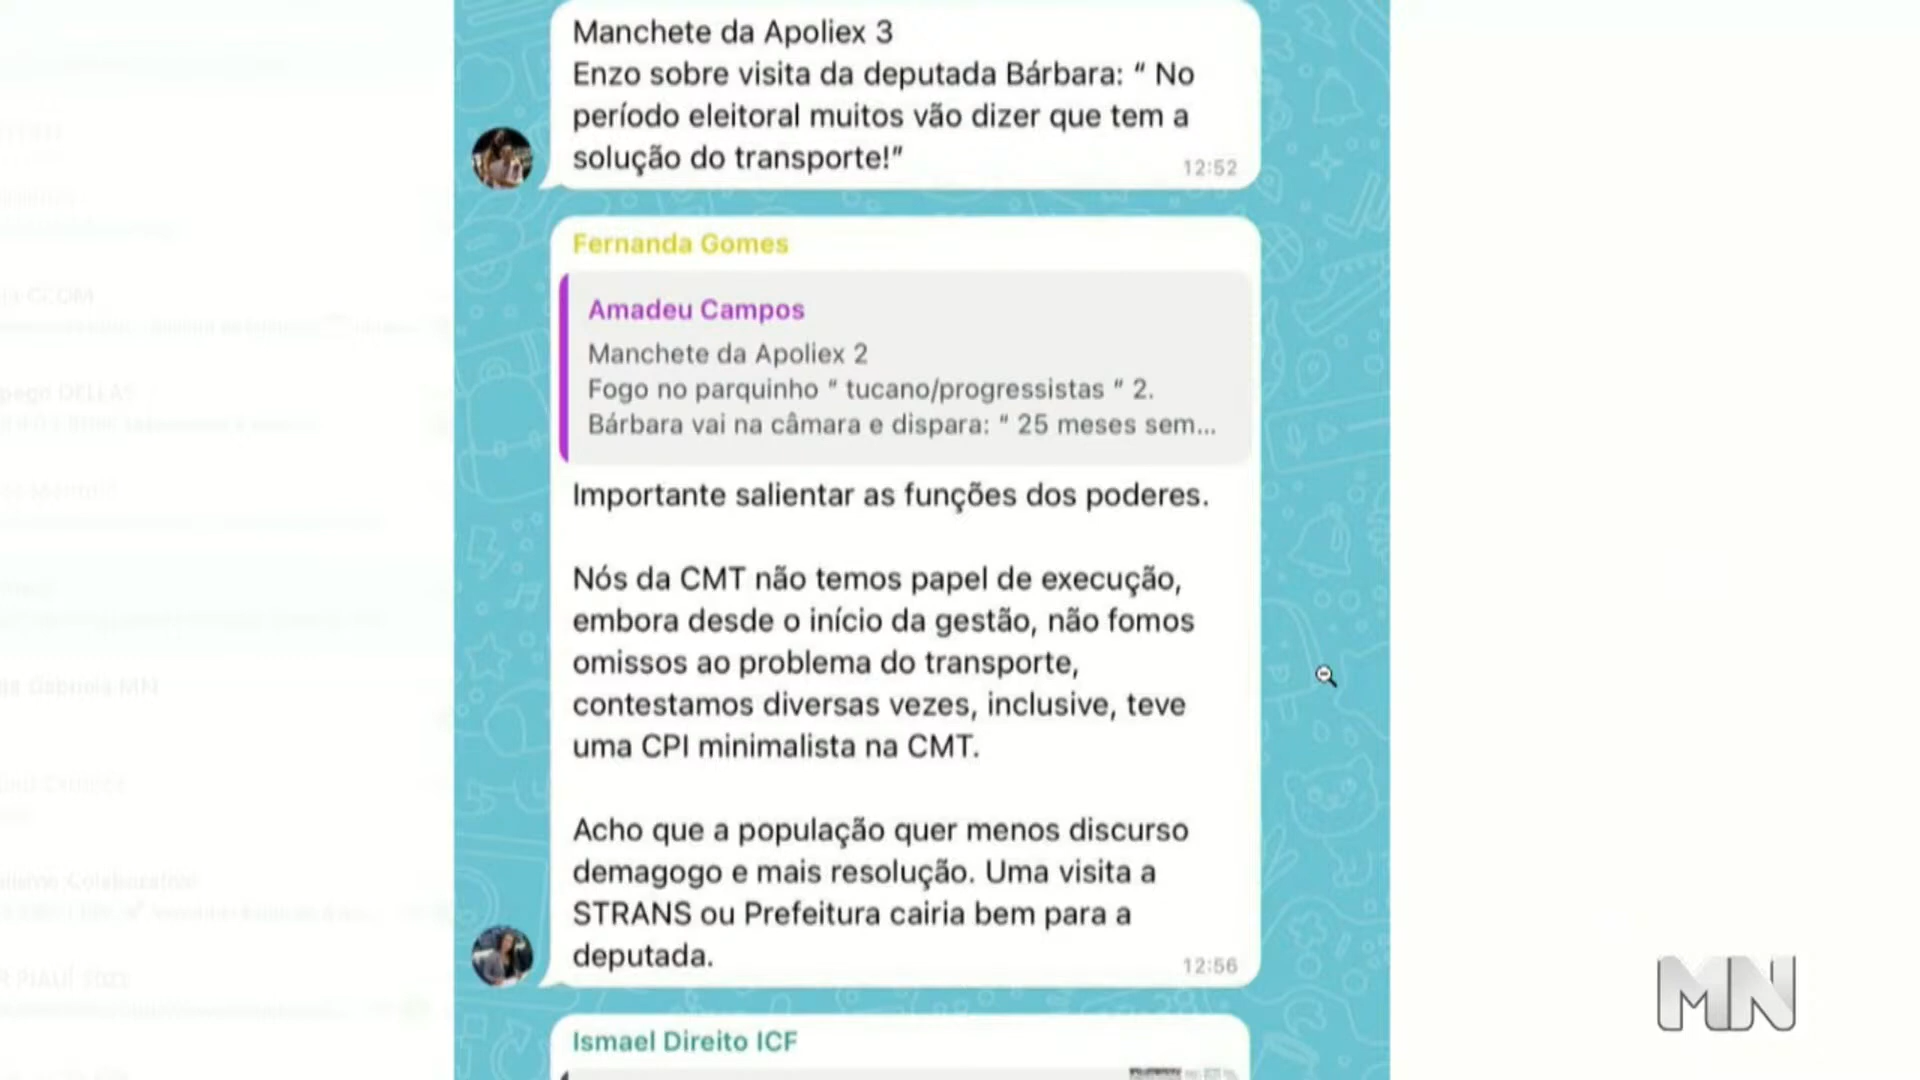 Manchete da Apoliex 3
Enzo sobre visita da deputada Bárbara: “ No
período eleitoral muitos vão dizer que tem a
solução do transporte!”
12:52
Fernanda Gomes
Amadeu Campos
Manchete da Apoliex 2
Fogo no parquinho “ tucano/progressistas “ 2.
Bárbara vai na câmara e dispara: “ 25 meses sem...
Importante salientar as funções dos poderes.
Nós da CMT não temos papel de execução,
embora desde o início da gestão, não fomos
omissos ao problema do transporte,
contestamos diversas vezes, inclusive, teve
uma CPI minimalista na CMT.
Acho que a população quer menos discurso
demagogo e mais resolução. Uma visita a
STRANS ou Prefeitura cairia bem para a
deputada.
12:56
Ismael Direito ICF
MN